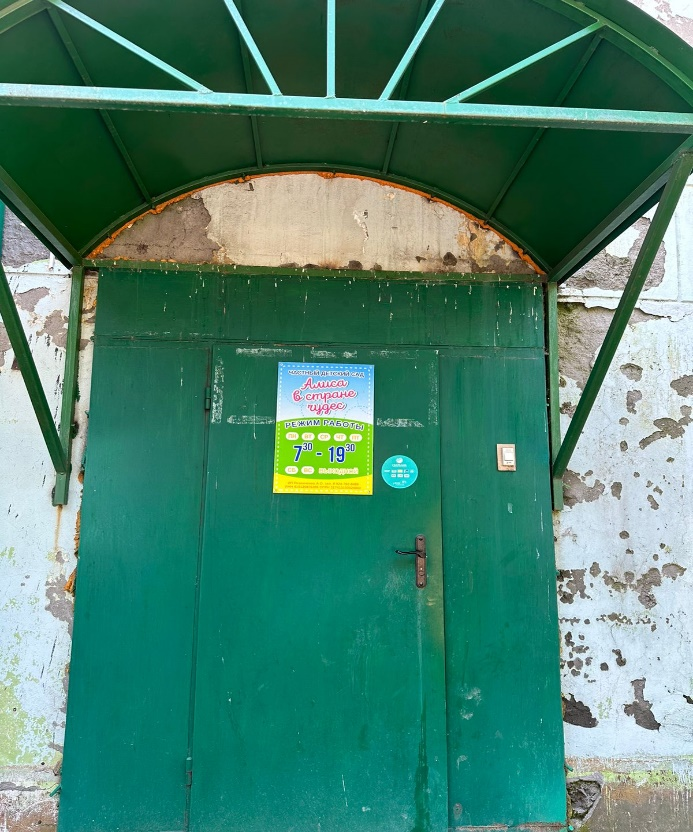 ЧАСТНЫЙ ДЕТСКИЙ САД
Алиса
в стране
чудес
РЕЖИМ РАБОТЫ
ПН ВТ СР ЧТ ПТ
7³⁰ - 19³⁰
СБ ВС ВЫХОДНОЙ